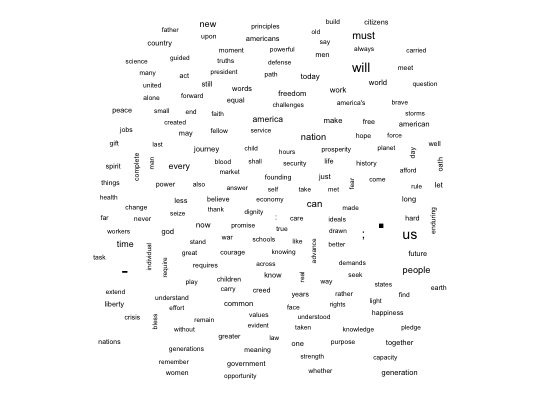 new principles build citizens
father upon americans old must
country moment powerful say men always carried
science guided truths defense will meet
many act president path today world question
united still words freedom work
alone forward equal challenges america's brave
peace small end faith america make free storms
created american
jobs may fellow service nation hope force
gift last journey child hours prosperity planet day well
spirit complete man every blood shall security life history afford oath
market
things power also answer founding self take just met fear come rule let
health less believe economy can long
change seize thank dignity made
far never now promise : care ideals hard enduring
workers god war true drawn ; . us
time stand schools like advance better
task individual great courage knowing future
- require requires across demands people
play children know real way seek
extend carry creed years rather states earth
liberty understand common face rights light find
effort values happiness
crisis bless remain evident understood taken knowledge pledge
without greater law
nations generations meaning one purpose together
remember government strength capacity
women opportunity whether generation